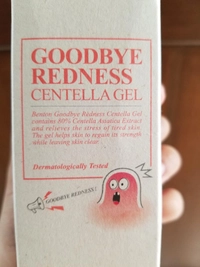 GOODBYE
REDNESS
CENTELLA GEL
Benton Goodbye Redness Centella Gel
contains 80% Centella Asiatica Extract
and relieves the stress of tired skin.
The gel helps skin to regain its strength
while leaving skin clear.
Dermatologically Tested
GOODBYE REDNESS!